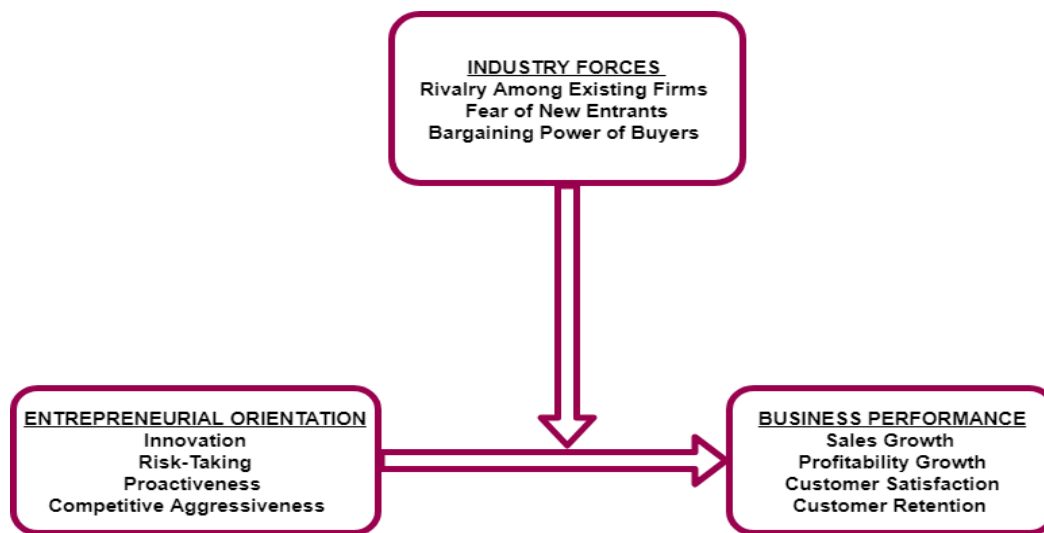 INDUSTRY FORCES
Rivalry Among Existing Firms
Fear of New Entrants
Bargaining Power of Buyers
ENTREPRENEURIAL ORIENTATION
Innovation
Risk-Taking
Proactiveness
Competitive Aggressiveness
BUSINESS PERFORMANCE
Sales Growth
Profitability Growth
Customer Satisfaction
Customer Retention